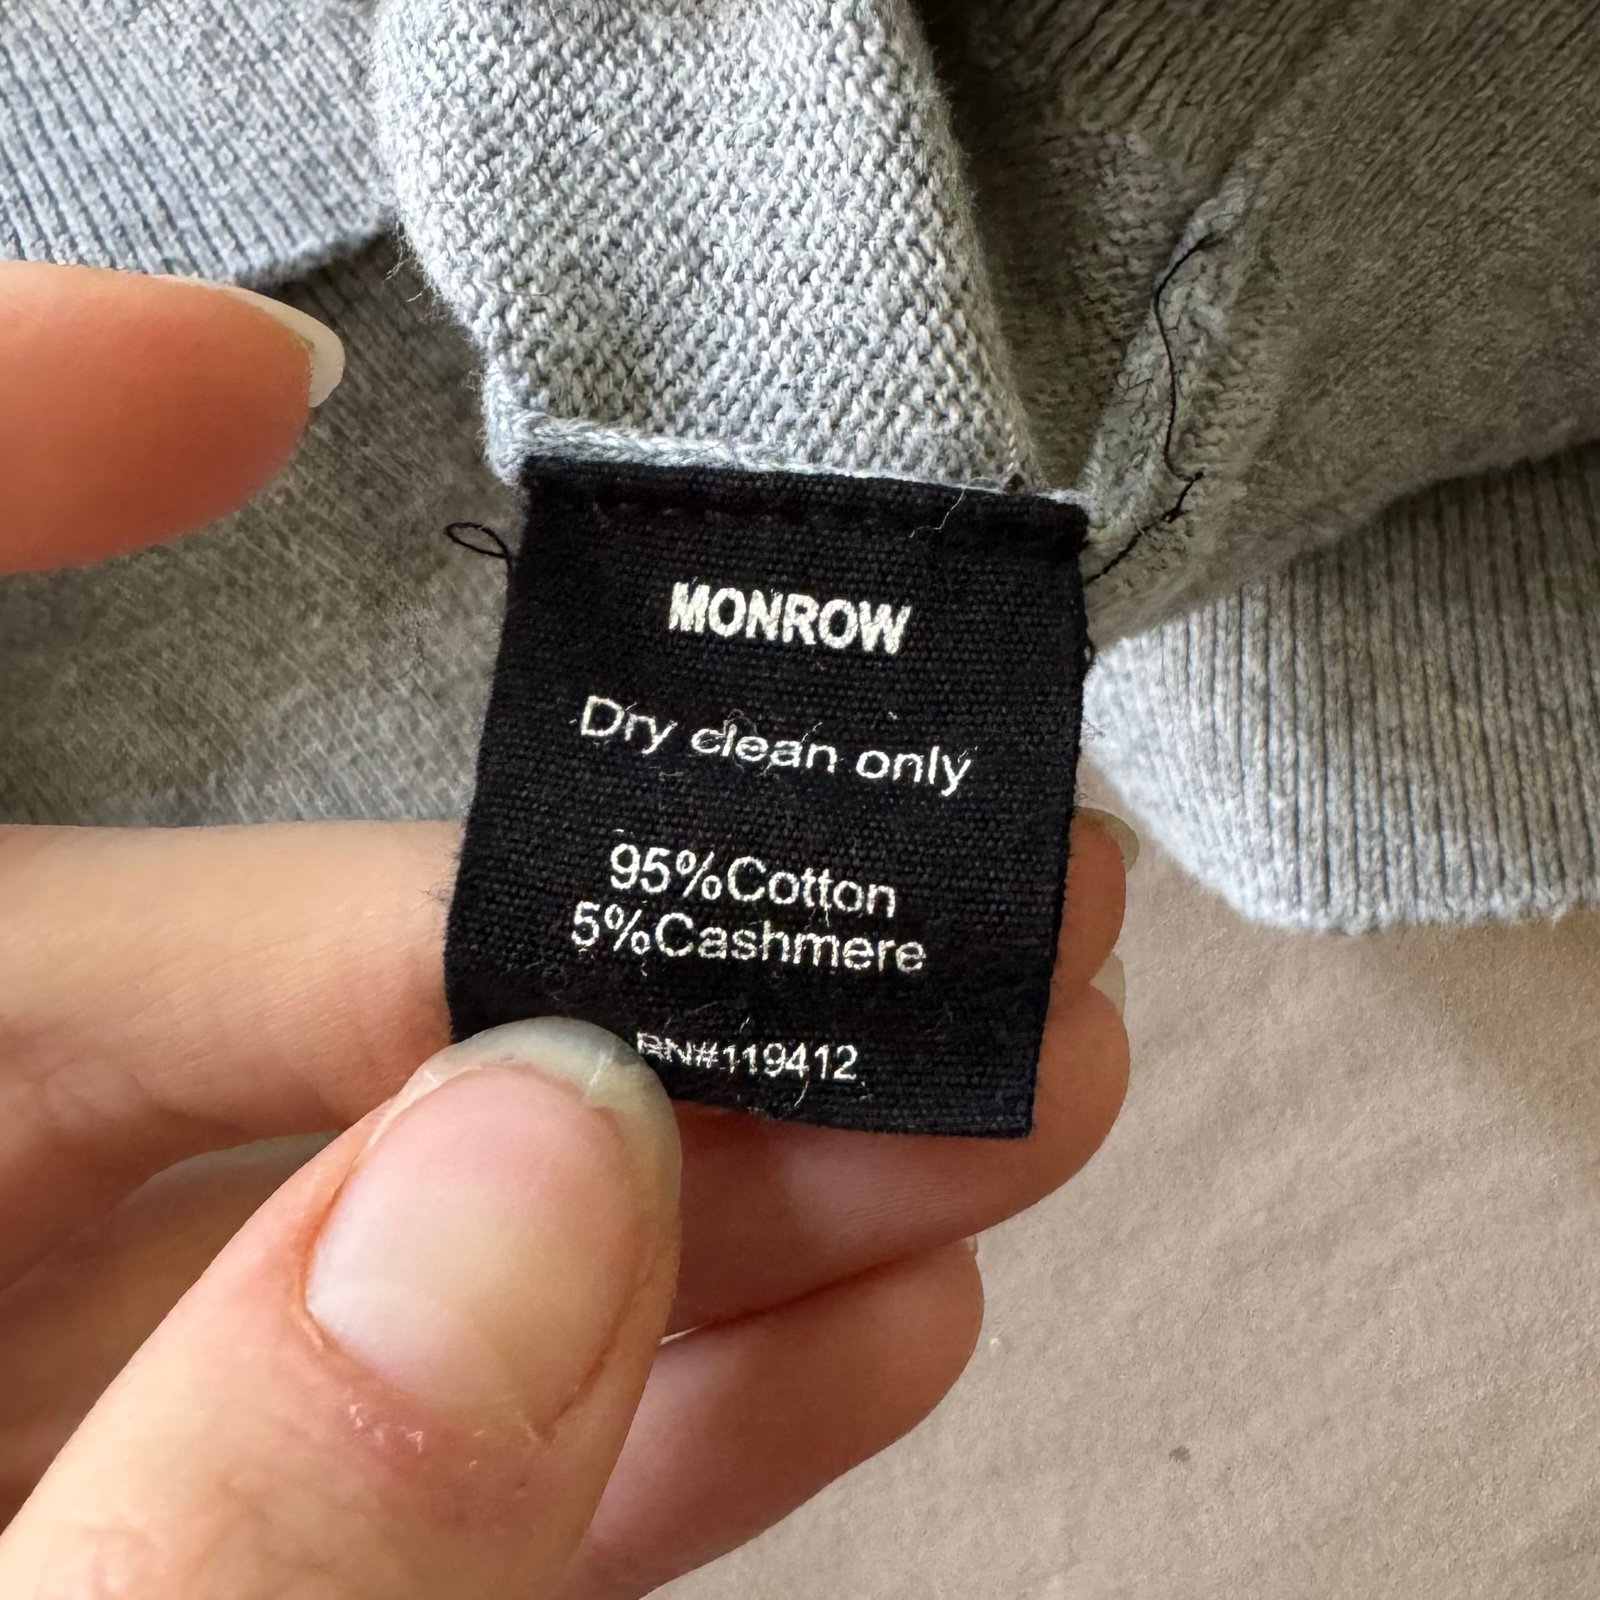 MONROW
Dry clean only
95%Cotton
5%Cashmere
RN#119412